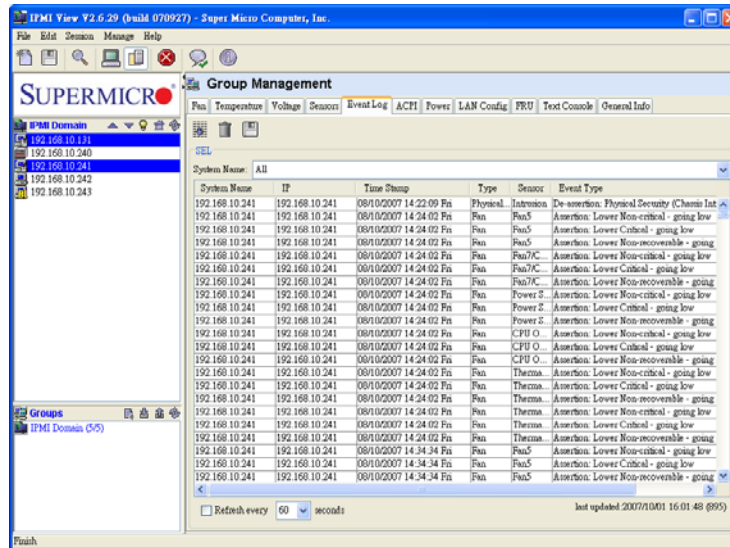 IPMI View V2.6.29 (build 070927) - Super Micro Computer, Inc.
File Edit Session Manage Help
SUPERMICRO
IPMI Domain
192.168.10.131
192.168.10.240
192.168.10.241
192.168.10.242
192.168.10.243
Groups
IPMI Domain (5/5)
Group Management
Fan Temperature Voltage Sensors Event Log ACPI Power LAN Config FRU Text Console General Info
SEL
System Name: All
System Name IP Time Stamp Type Sensor Event Type
192.168.10.241 192.168.10.241 08/10/2007 14:22:09 Fri Physical... Intrusion De-assertion: Physical Security (Chassis Int
192.168.10.241 192.168.10.241 08/10/2007 14:24:02 Fri Fan Fan5 Assertion: Lower Non-critical - going low
192.168.10.241 192.168.10.241 08/10/2007 14:24:02 Fri Fan Fan5 Assertion: Lower Critical - going low
192.168.10.241 192.168.10.241 08/10/2007 14:24:02 Fri Fan Fan5 Assertion: Lower Non-recoverable - going
192.168.10.241 192.168.10.241 08/10/2007 14:24:02 Fri Fan Fan7/C... Assertion: Lower Non-critical - going low
192.168.10.241 192.168.10.241 08/10/2007 14:24:02 Fri Fan Fan7/C... Assertion: Lower Critical - going low
192.168.10.241 192.168.10.241 08/10/2007 14:24:02 Fri Fan Fan7/C... Assertion: Lower Non-recoverable - going
192.168.10.241 192.168.10.241 08/10/2007 14:24:02 Fri Fan Power S... Assertion: Lower Non-critical - going low
192.168.10.241 192.168.10.241 08/10/2007 14:24:02 Fri Fan Power S... Assertion: Lower Critical - going low
192.168.10.241 192.168.10.241 08/10/2007 14:24:02 Fri Fan Power S... Assertion: Lower Non-recoverable - going
192.168.10.241 192.168.10.241 08/10/2007 14:24:02 Fri Fan CPU O... Assertion: Lower Non-critical - going low
192.168.10.241 192.168.10.241 08/10/2007 14:24:02 Fri Fan CPU O... Assertion: Lower Critical - going low
192.168.10.241 192.168.10.241 08/10/2007 14:24:02 Fri Fan CPU O... Assertion: Lower Non-recoverable - going
192.168.10.241 192.168.10.241 08/10/2007 14:24:02 Fri Fan Therma... Assertion: Lower Non-critical - going low
192.168.10.241 192.168.10.241 08/10/2007 14:24:02 Fri Fan Therma... Assertion: Lower Critical - going low
192.168.10.241 192.168.10.241 08/10/2007 14:24:02 Fri Fan Therma... Assertion: Lower Non-recoverable - going
192.168.10.241 192.168.10.241 08/10/2007 14:24:02 Fri Fan Therma... Assertion: Lower Non-critical - going low
192.168.10.241 192.168.10.241 08/10/2007 14:24:02 Fri Fan Therma... Assertion: Lower Critical - going low
192.168.10.241 192.168.10.241 08/10/2007 14:24:02 Fri Fan Therma... Assertion: Lower Non-recoverable - going
192.168.10.241 192.168.10.241 08/10/2007 14:34:34 Fri Fan Fan5 Assertion: Lower Non-critical - going low
192.168.10.241 192.168.10.241 08/10/2007 14:34:34 Fri Fan Fan5 Assertion: Lower Critical - going low
192.168.10.241 192.168.10.241 08/10/2007 14:34:34 Fri Fan Fan5 Assertion: Lower Non-recoverable - going
Refresh every 60 seconds
last updated:2007/10/01 16:01:48 (895)
Finish